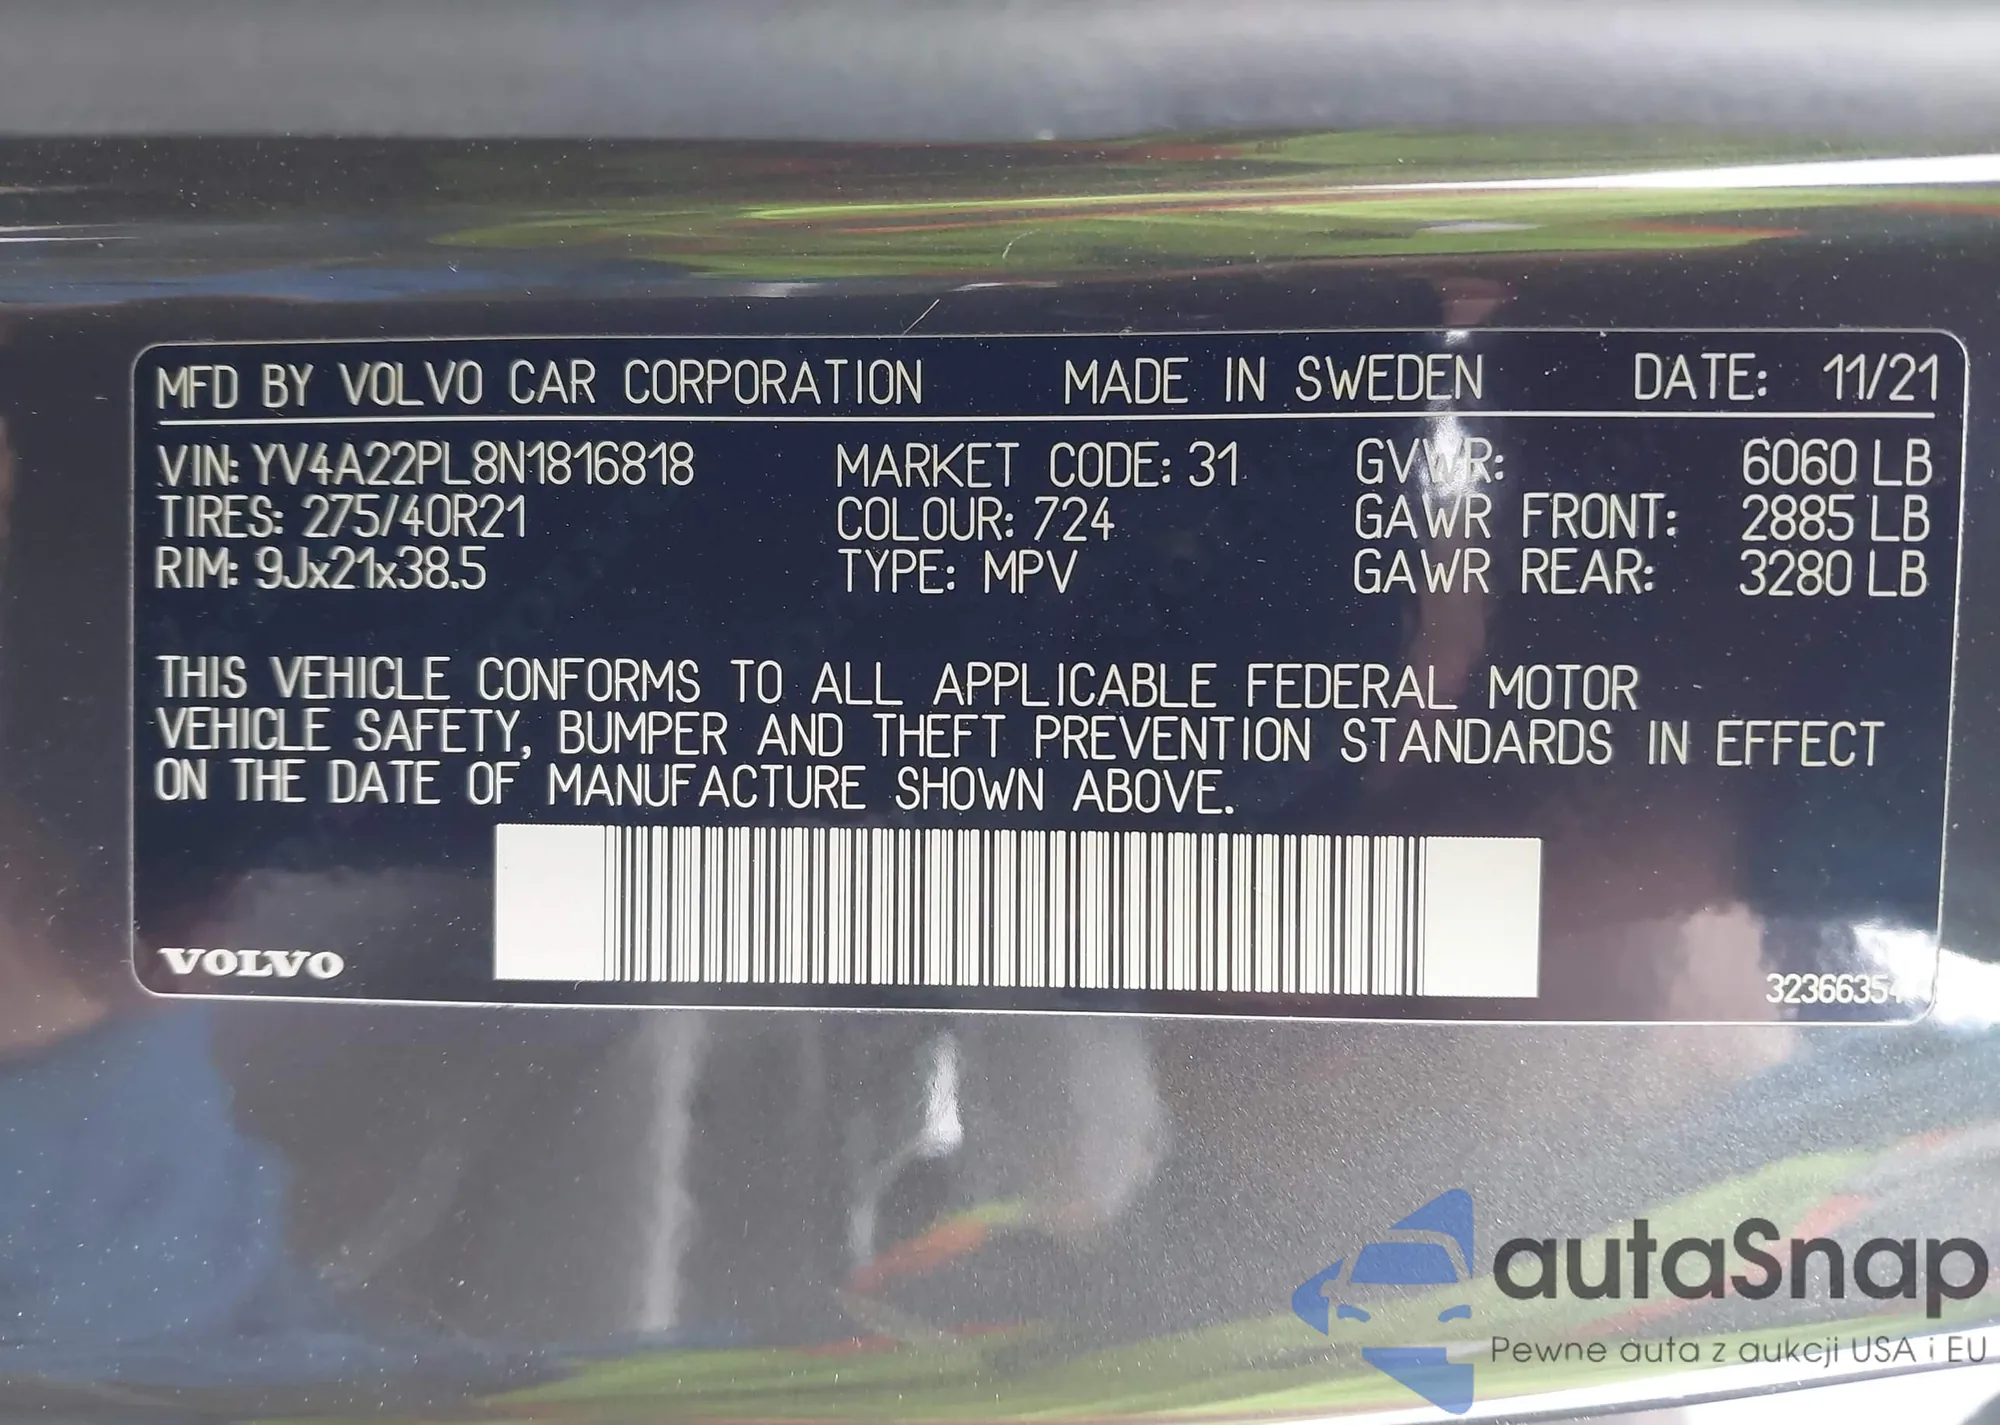 MFD BY VOLVO CAR CORPORATION MADE IN SWEDEN DATE: 11/21
VIN: YV4A22PL8N1816818 MARKET CODE: 31 GVWR: 6060 LB
TIRES: 275/40R21 COLOUR: 724 GAWR FRONT: 2885 LB
RIM: 9Jx21x38.5 TYPE: MPV GAWR REAR: 3280 LB
THIS VEHICLE CONFORMS TO ALL APPLICABLE FEDERAL MOTOR
VEHICLE SAFETY, BUMPER AND THEFT PREVENTION STANDARDS IN EFFECT
ON THE DATE OF MANUFACTURE SHOWN ABOVE.
VOLVO
autaSnap
Pewne auta z aukcji USA i EU